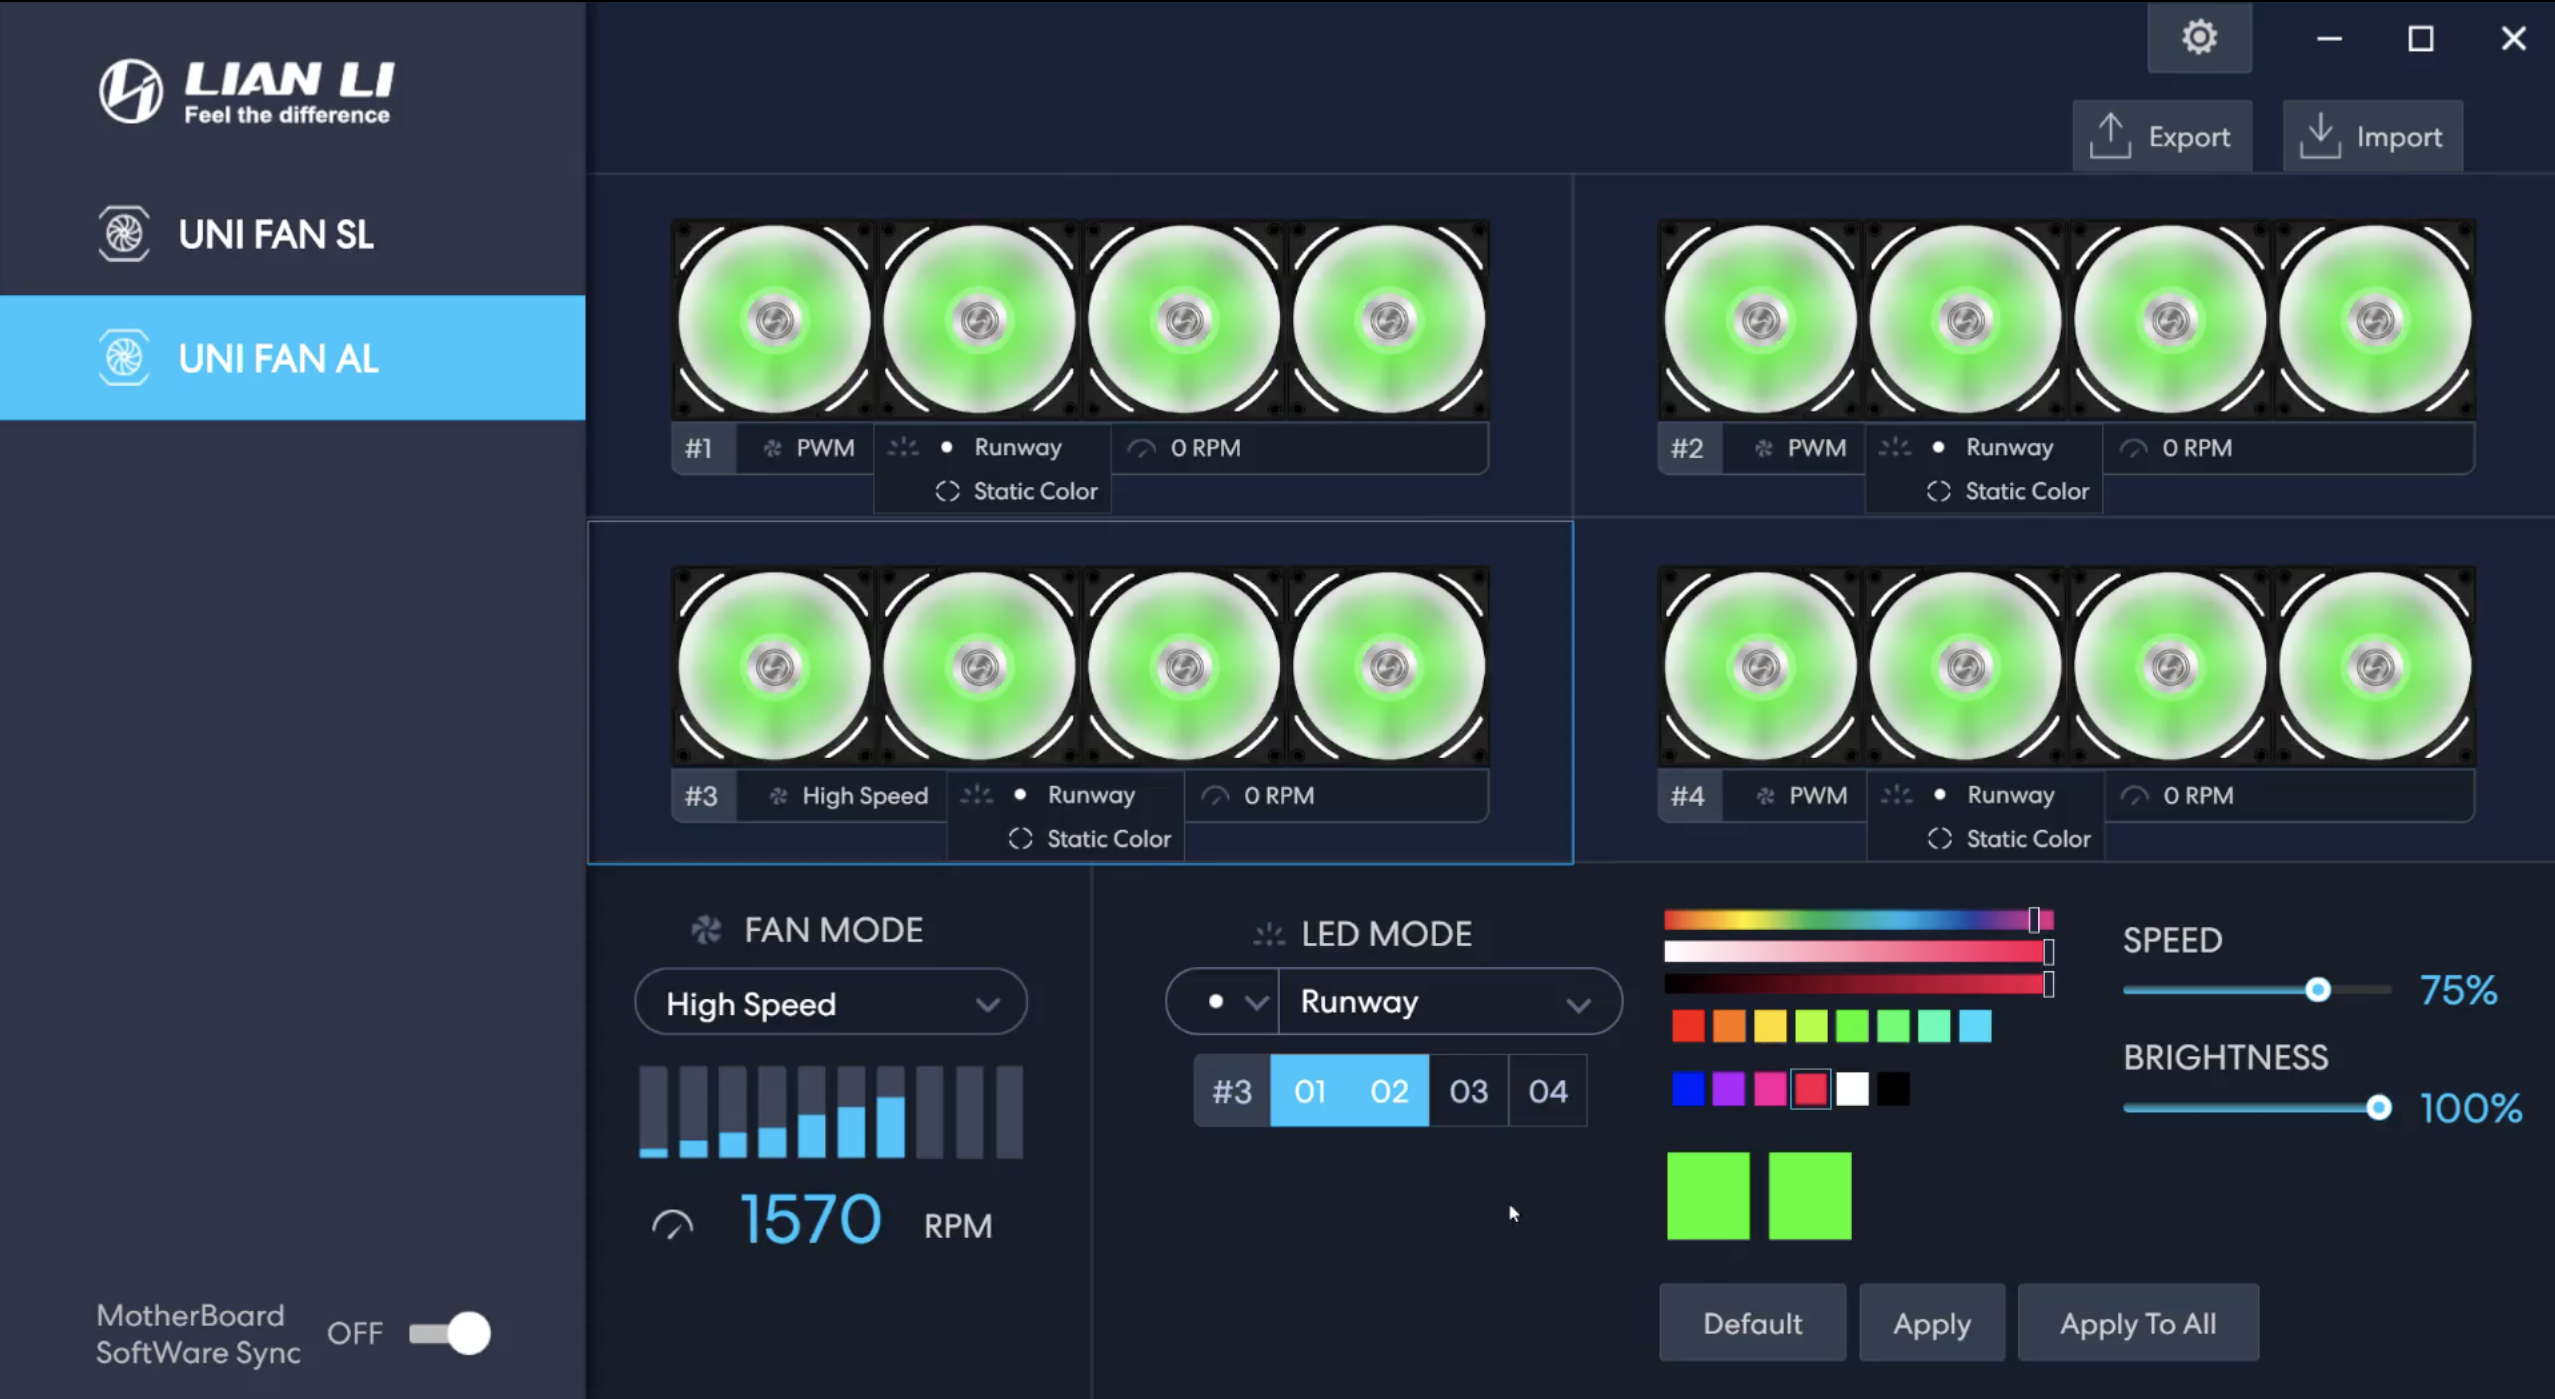 LIAN LI
Feel the difference
Export
Import
UNI FAN SL
UNI FAN AL
#1 PWM Runway 0 RPM
Static Color
#2 PWM Runway 0 RPM
Static Color
#3 High Speed Runway 0 RPM
Static Color
#4 PWM Runway 0 RPM
Static Color
FAN MODE
High Speed
1570 RPM
LED MODE
Runway
#3 01 02 03 04
SPEED
75%
BRIGHTNESS
100%
Default
Apply
Apply To All
MotherBoard
SoftWare Sync
OFF